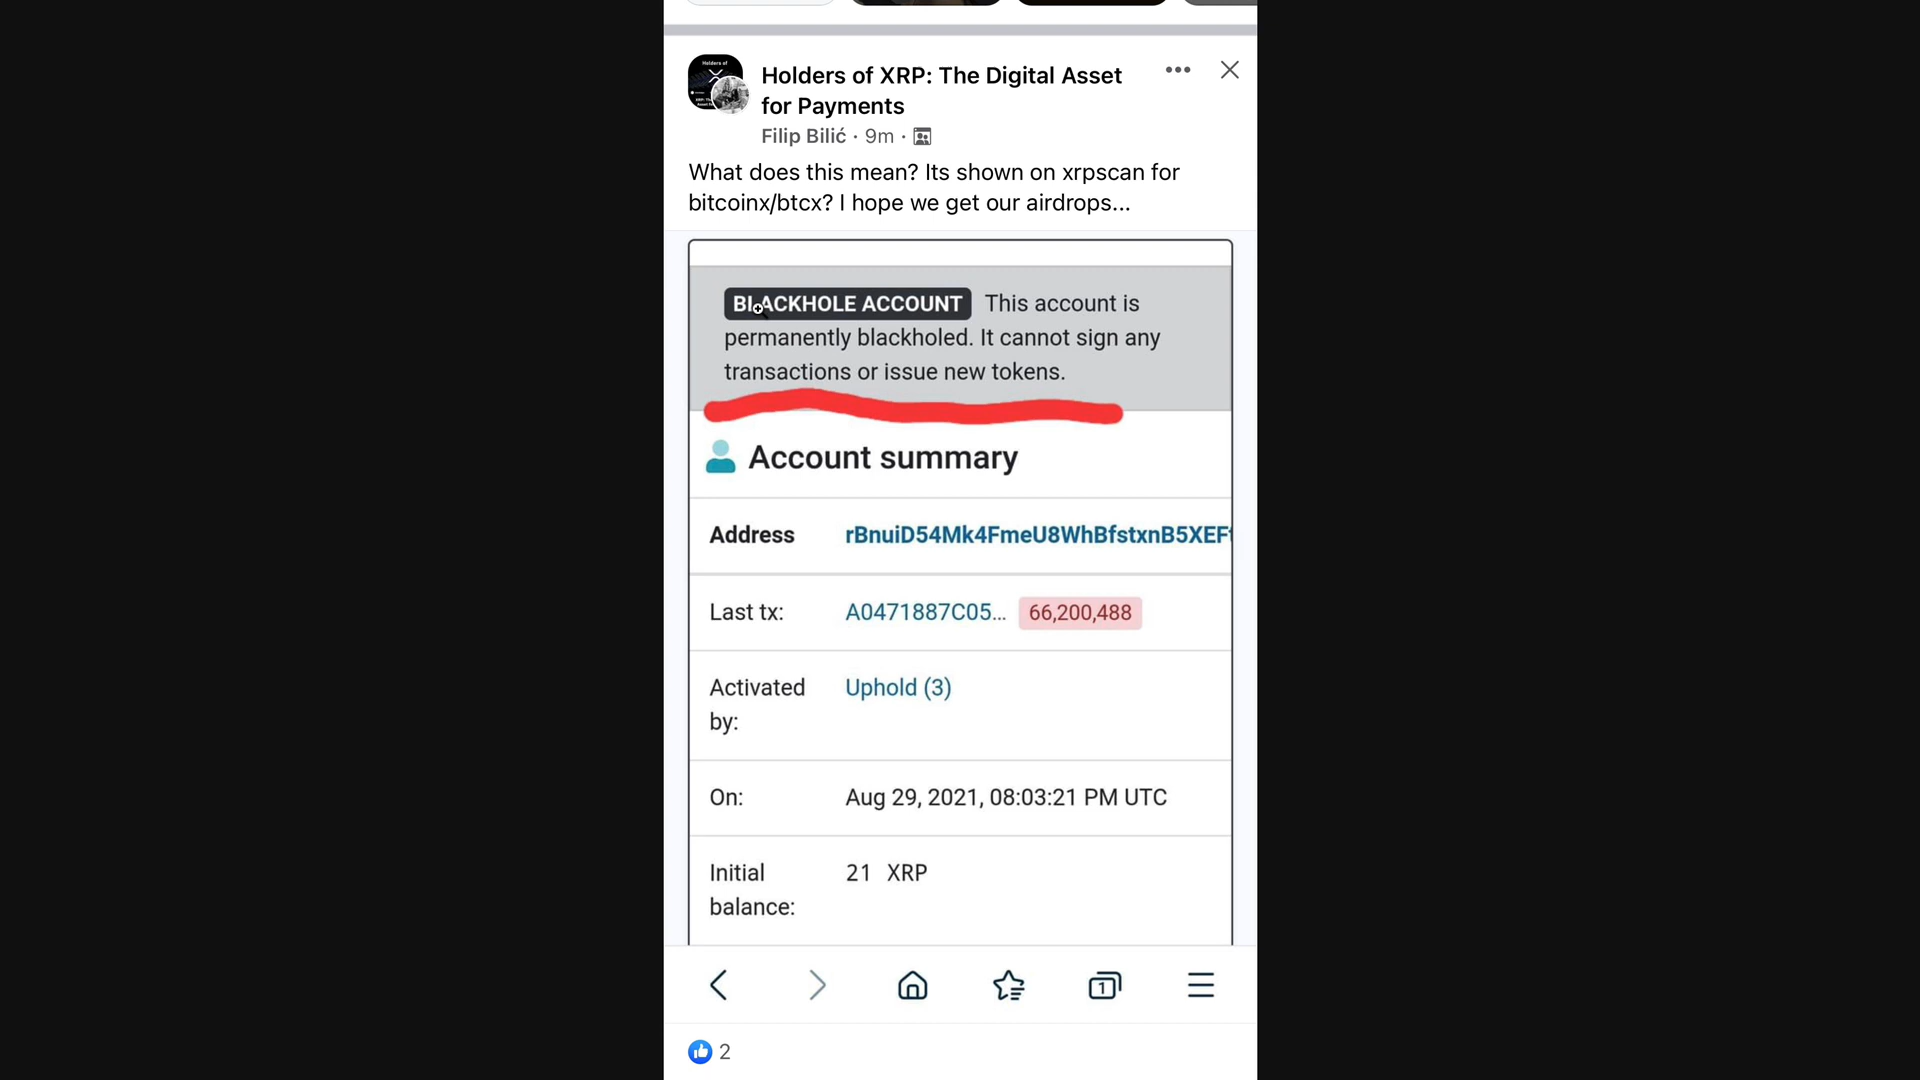 Holders of XRP: The Digital Asset
for Payments
Filip Bilić · 9m ·
What does this mean? Its shown on xrpscan for
bitcoinx/btcx? I hope we get our airdrops...
BLACKHOLE ACCOUNT This account is
permanently blackholed. It cannot sign any
transactions or issue new tokens.
Account summary
Address rBnuiD54Mk4FmeU8WhBfstxnB5XEF
Last tx: A0471887C05... 66,200,488
Activated by: Uphold (3)
On: Aug 29, 2021, 08:03:21 PM UTC
Initial balance: 21 XRP
1
2